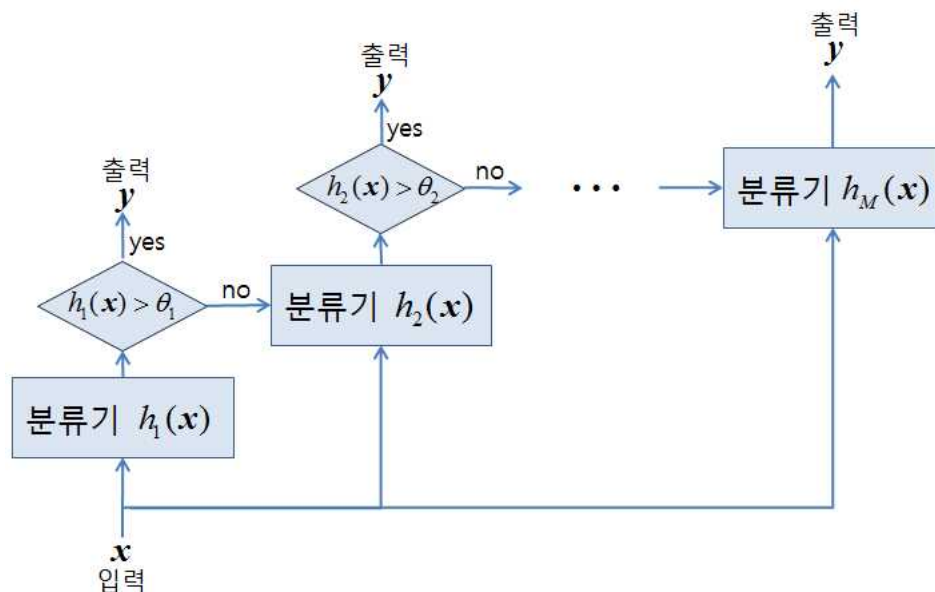 출력
y
yes
h₁(x) > θ₁
no
분류기 h₁(x)
x
입력
출력
y
yes
h₂(x) > θ₂
no
분류기 h₂(x)
...
출력
y
분류기 h_M(x)